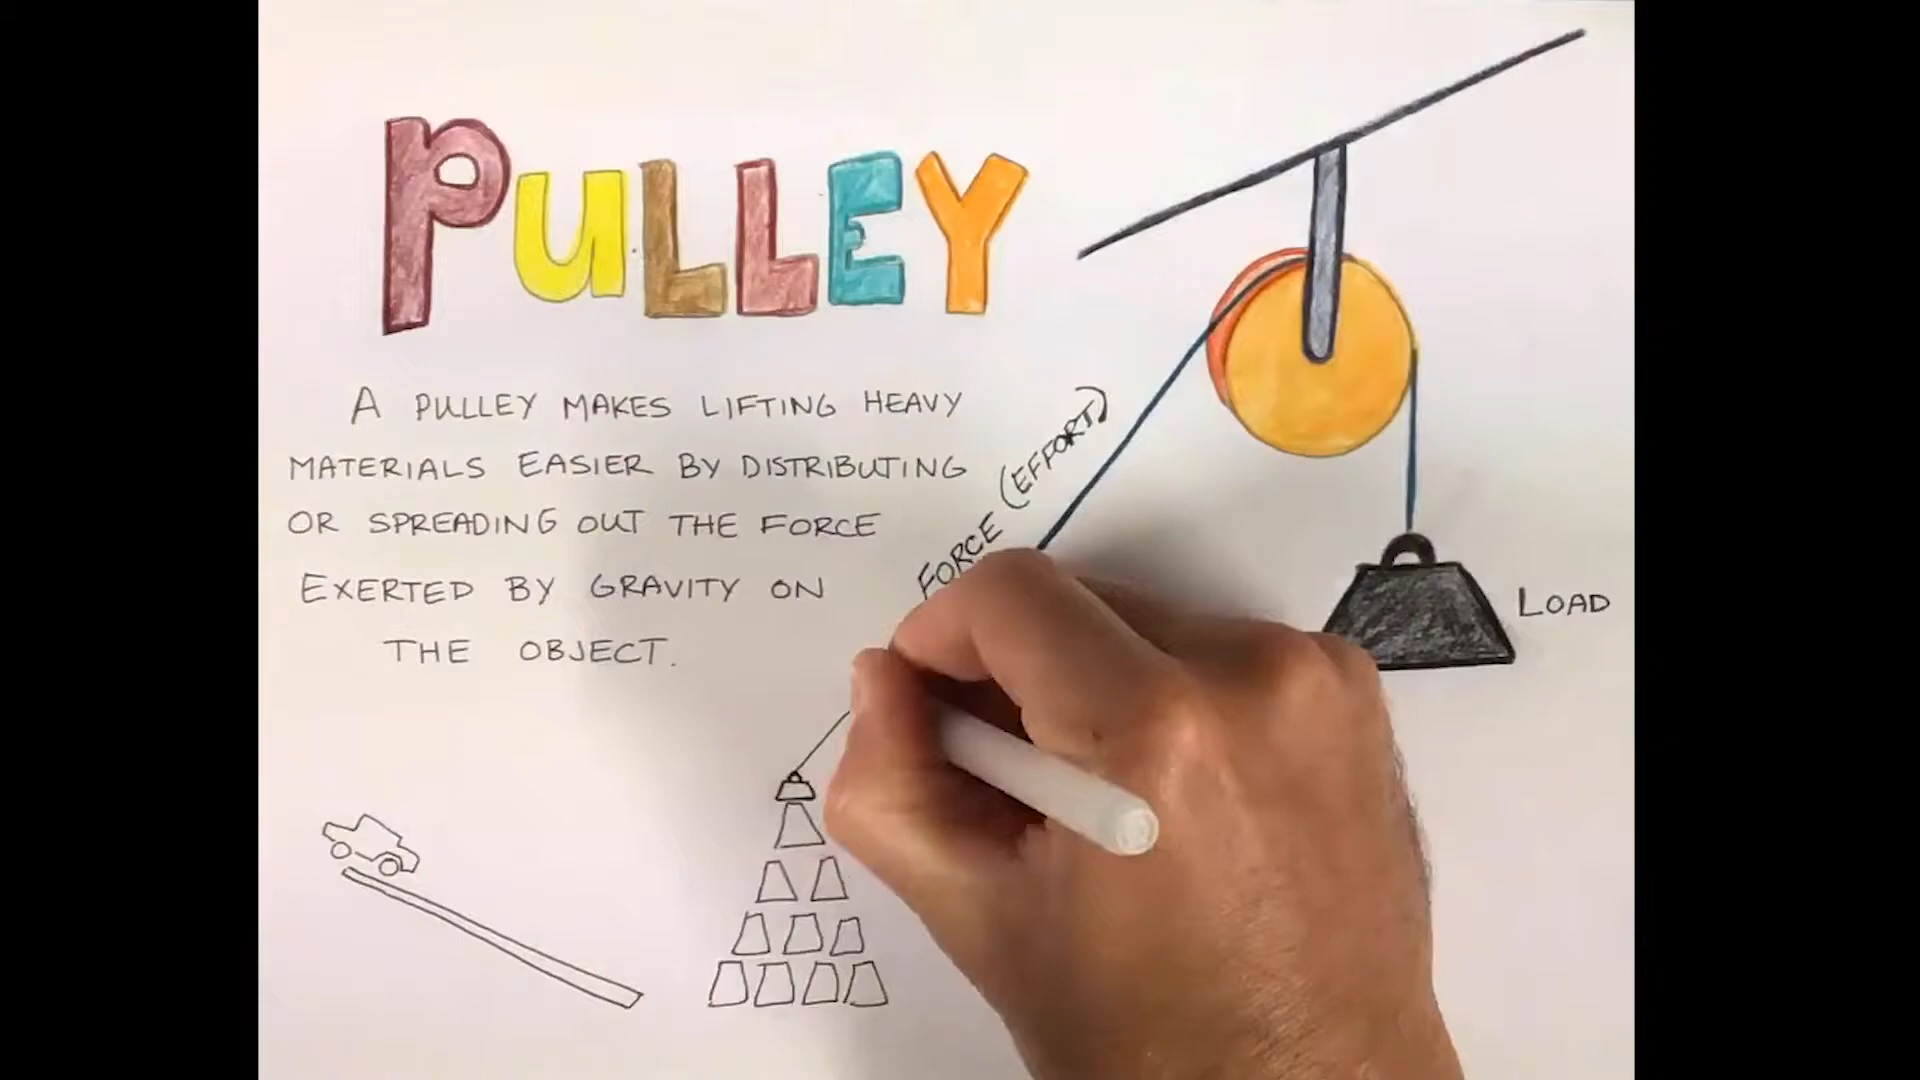 PULLEY
A PULLEY MAKES LIFTING HEAVY
MATERIALS EASIER BY DISTRIBUTING
OR SPREADING OUT THE FORCE
EXERTED BY GRAVITY ON
THE OBJECT.
FORCE (EFFORT)
LOAD